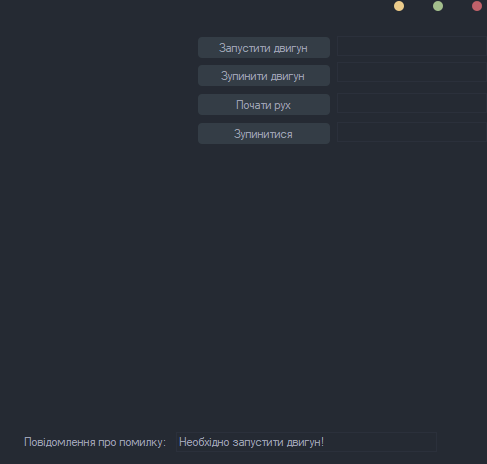 Запустити двигун
Зупинити двигун
Почати рух
Зупинитися
Повідомлення про помилку: Необхідно запустити двигун!